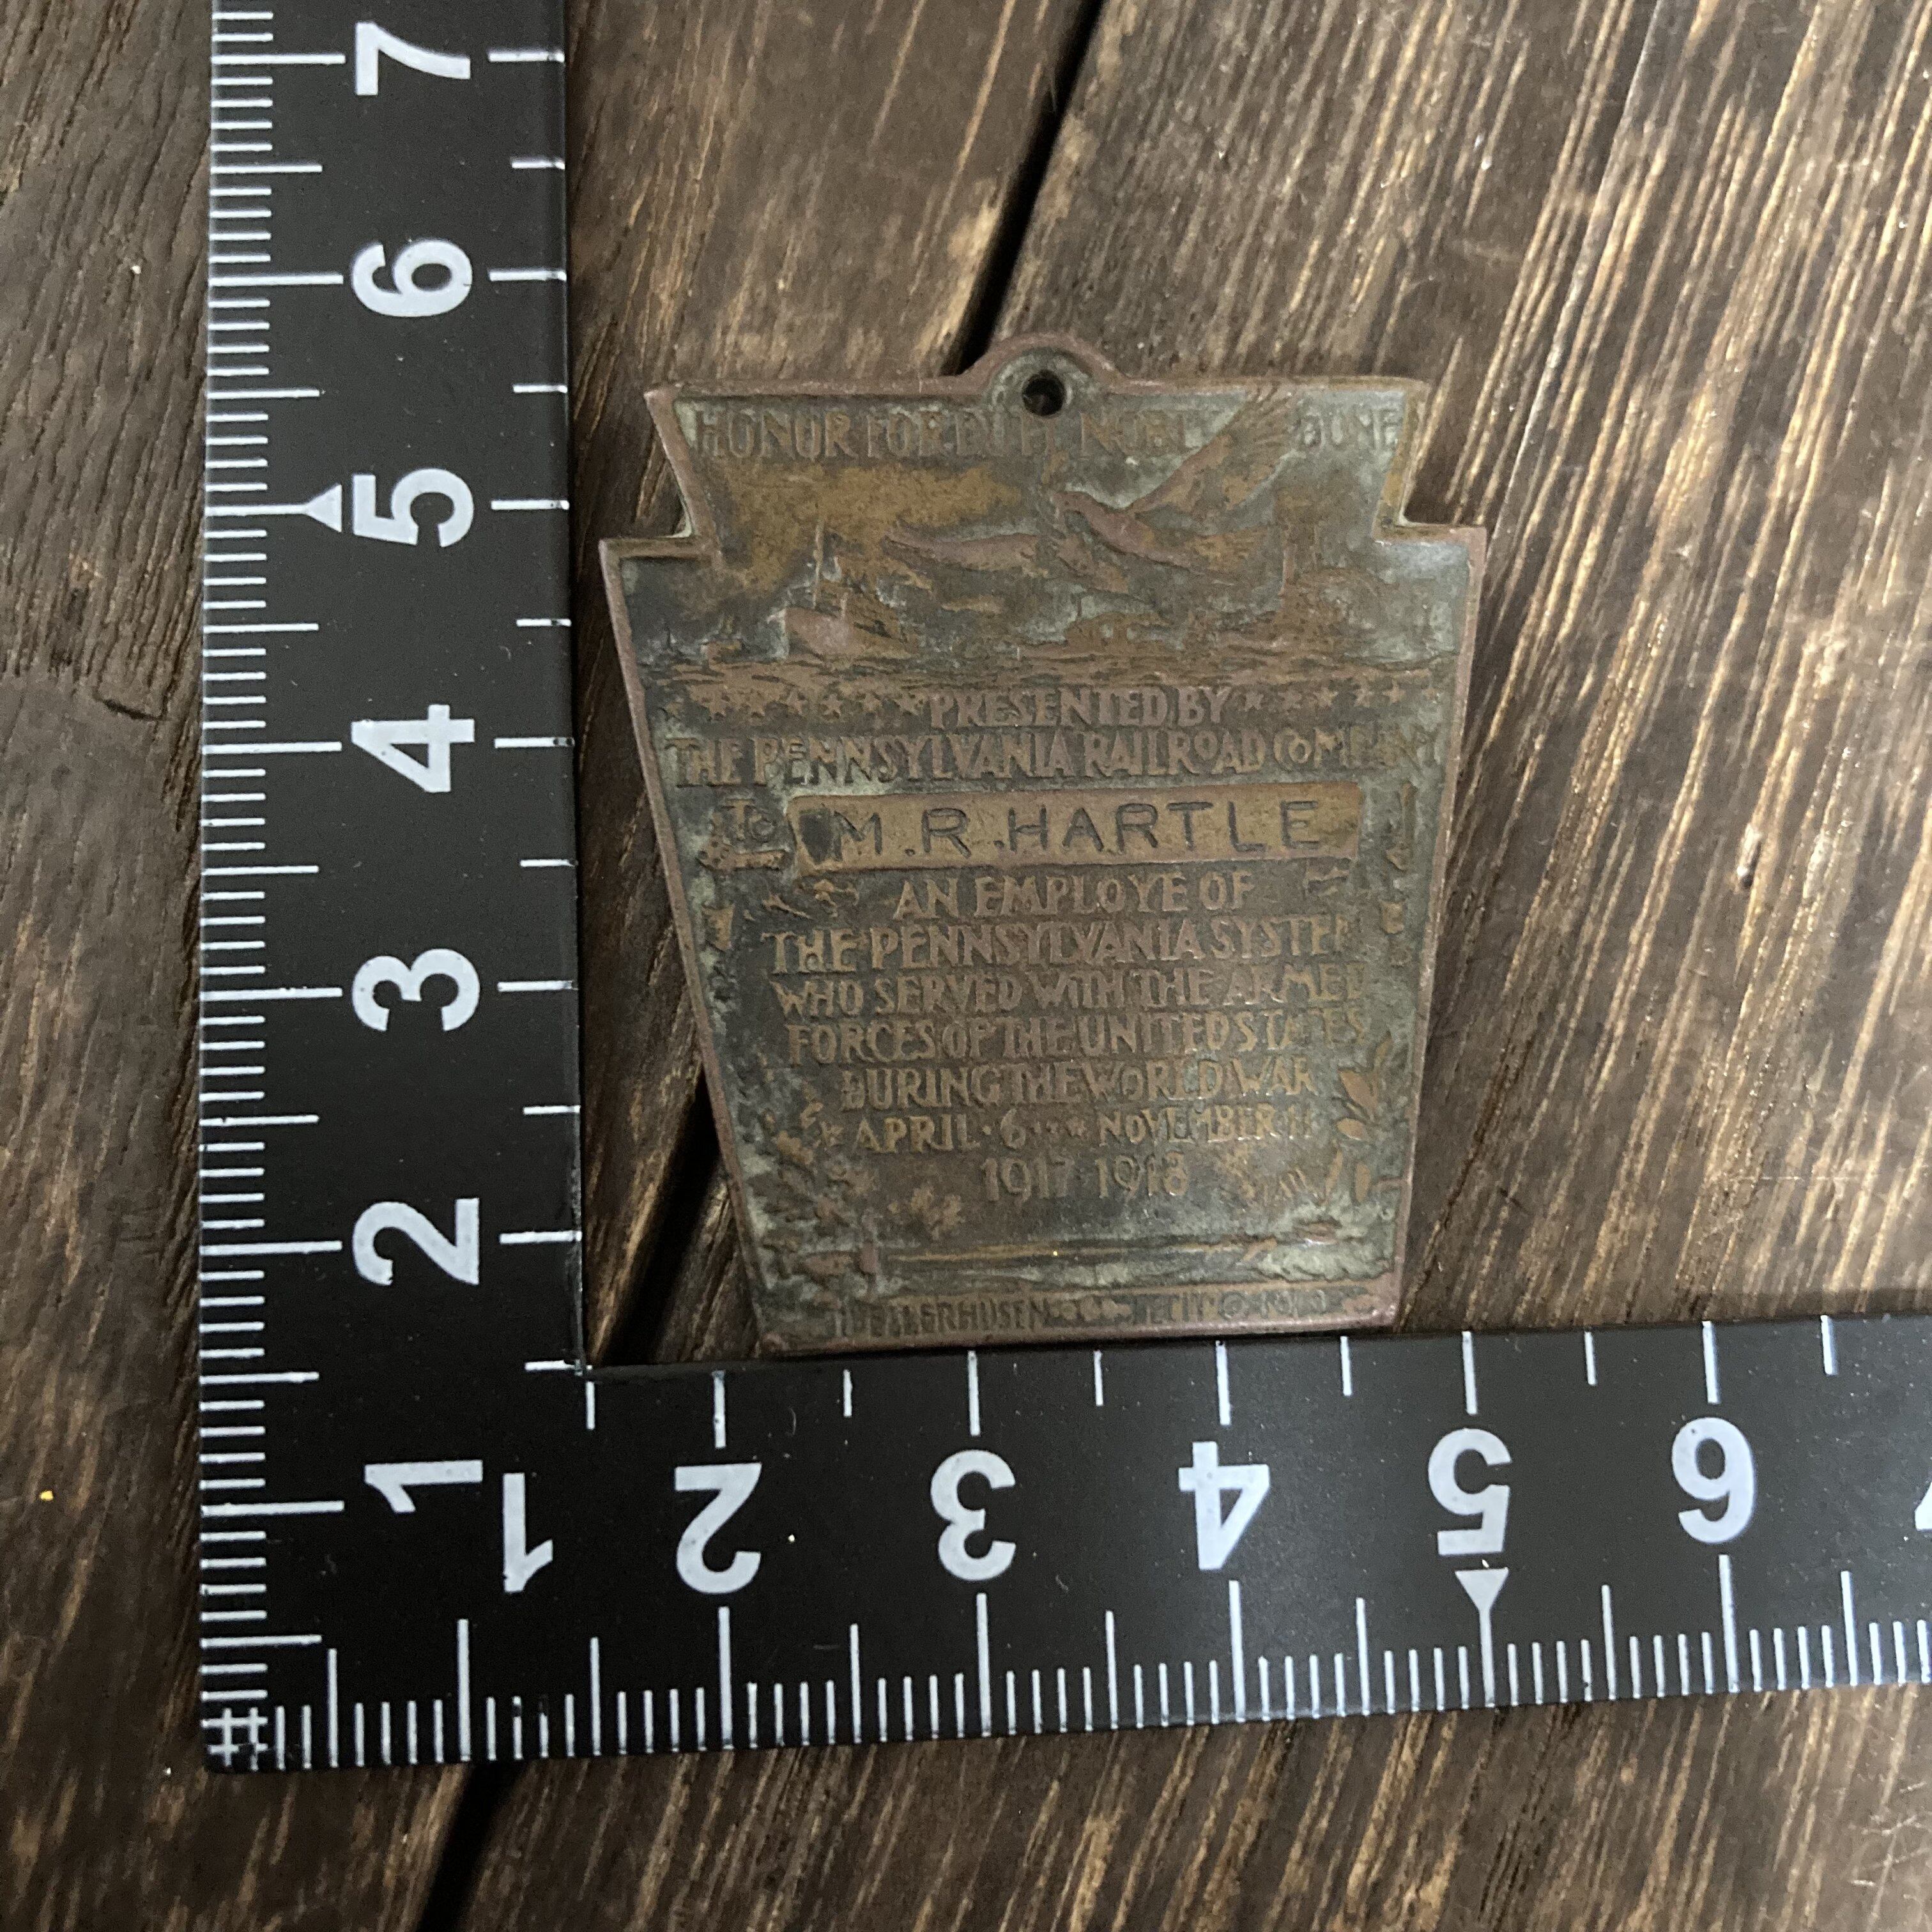 7
6
5
4
3
2
1
HONOR FOR DUTY NOBLY DONE
PRESENTED BY
THE PENNSYLVANIA RAILROAD COMPANY
TO M.R.HARTLE
AN EMPLOYE OF
THE PENNSYLVANIA SYSTEM
WHO SERVED WITH THE ARMED
FORCES OF THE UNITED STATES
DURING THE WORLD WAR
APRIL·6··· NOVEMBER·11
1917 1918
1 2 3 4 5 6